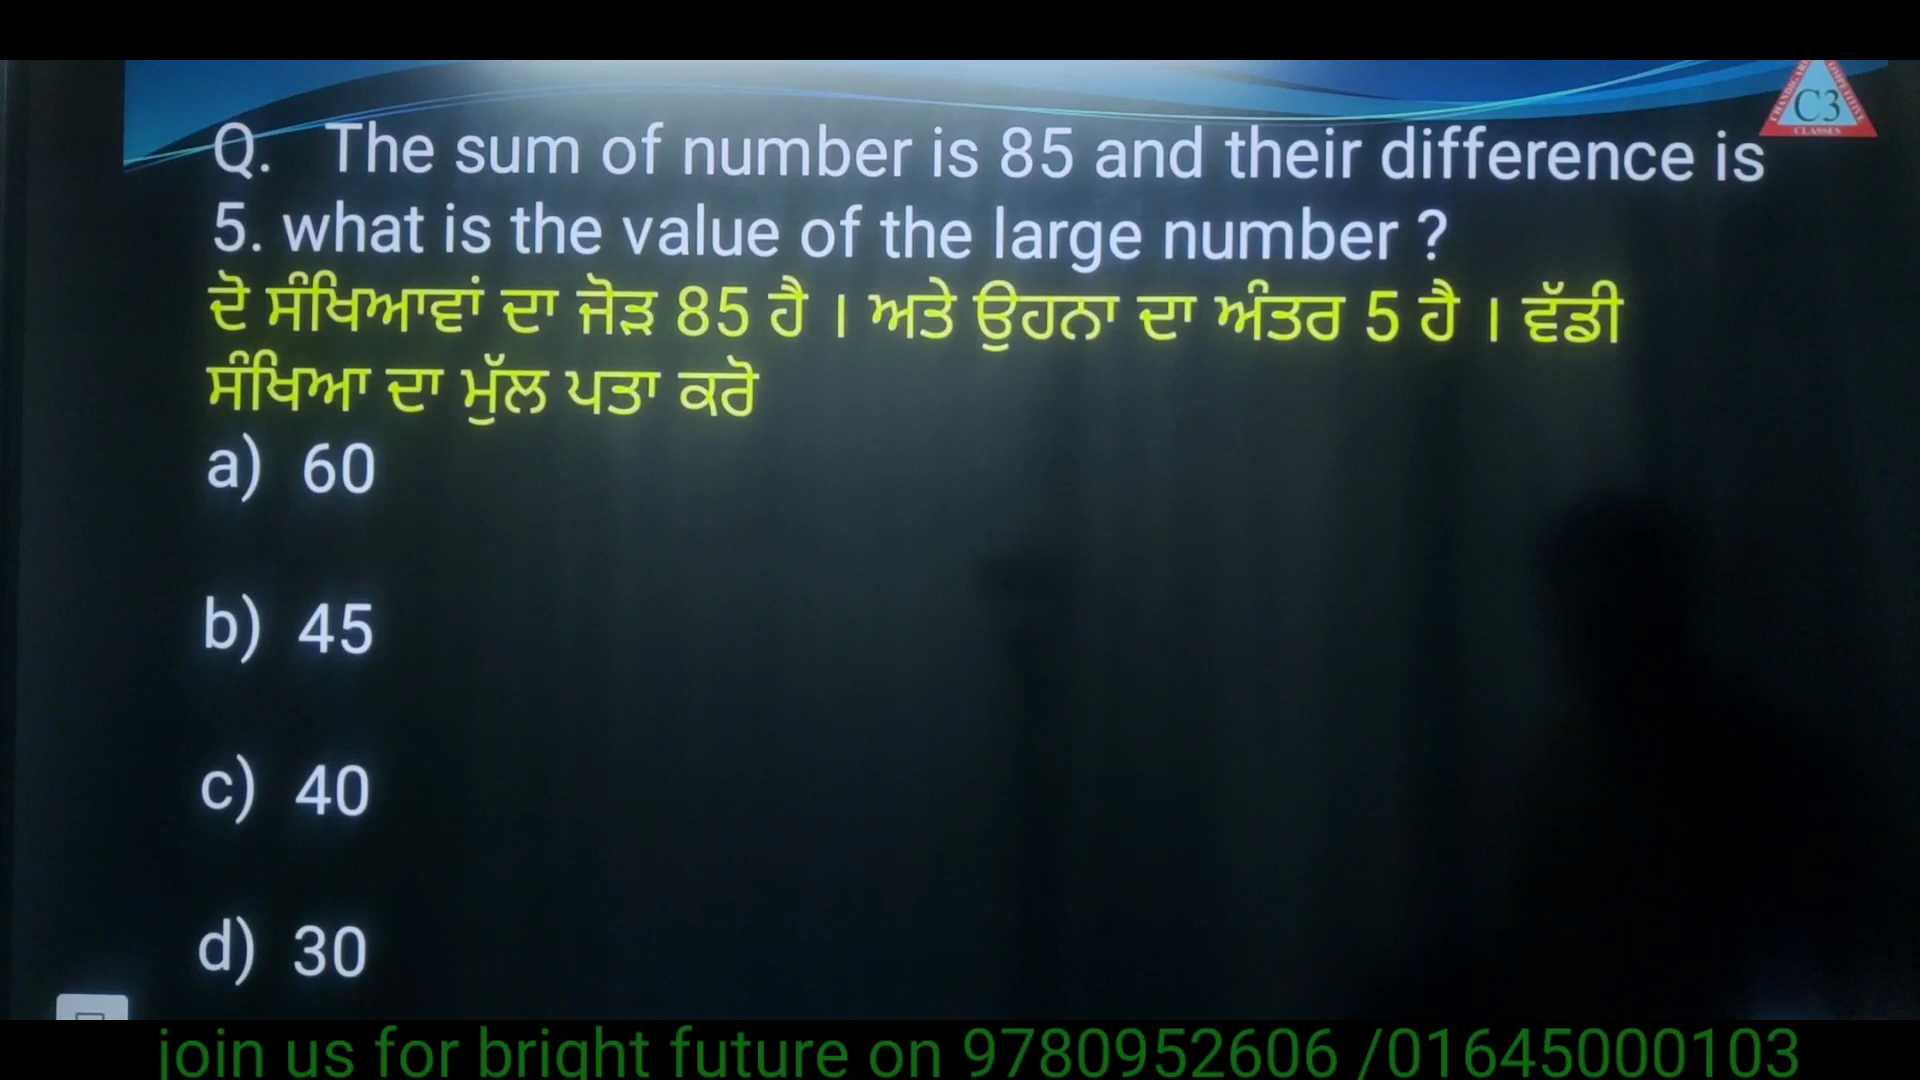 Q. The sum of number is 85 and their difference is
5. what is the value of the large number ?
ਦੋ ਸੰਖਿਆਵਾਂ ਦਾ ਜੋੜ 85 ਹੈ । ਅਤੇ ਉਹਨਾ ਦਾ ਅੰਤਰ 5 ਹੈ । ਵੱਡੀ
ਸੰਖਿਆ ਦਾ ਮੁੱਲ ਪਤਾ ਕਰੋ
a) 60
b) 45
c) 40
d) 30
C3
CLASSES
join us for bright future on 9780952606 /01645000103